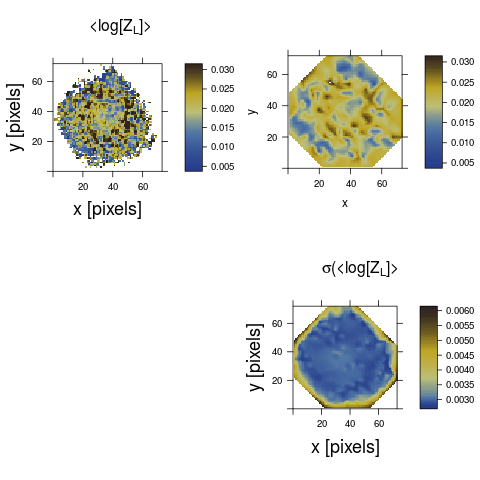 <log[Z_L]>
60
40
20
20 40 60
x [pixels]
y [pixels]
0.030
0.025
0.020
0.015
0.010
0.005
60
40
20
20 40 60
x
y
0.030
0.025
0.020
0.015
0.010
0.005
σ(<log[Z_L]>
60
40
20
20 40 60
x [pixels]
y [pixels]
0.0060
0.0055
0.0050
0.0045
0.0040
0.0035
0.0030